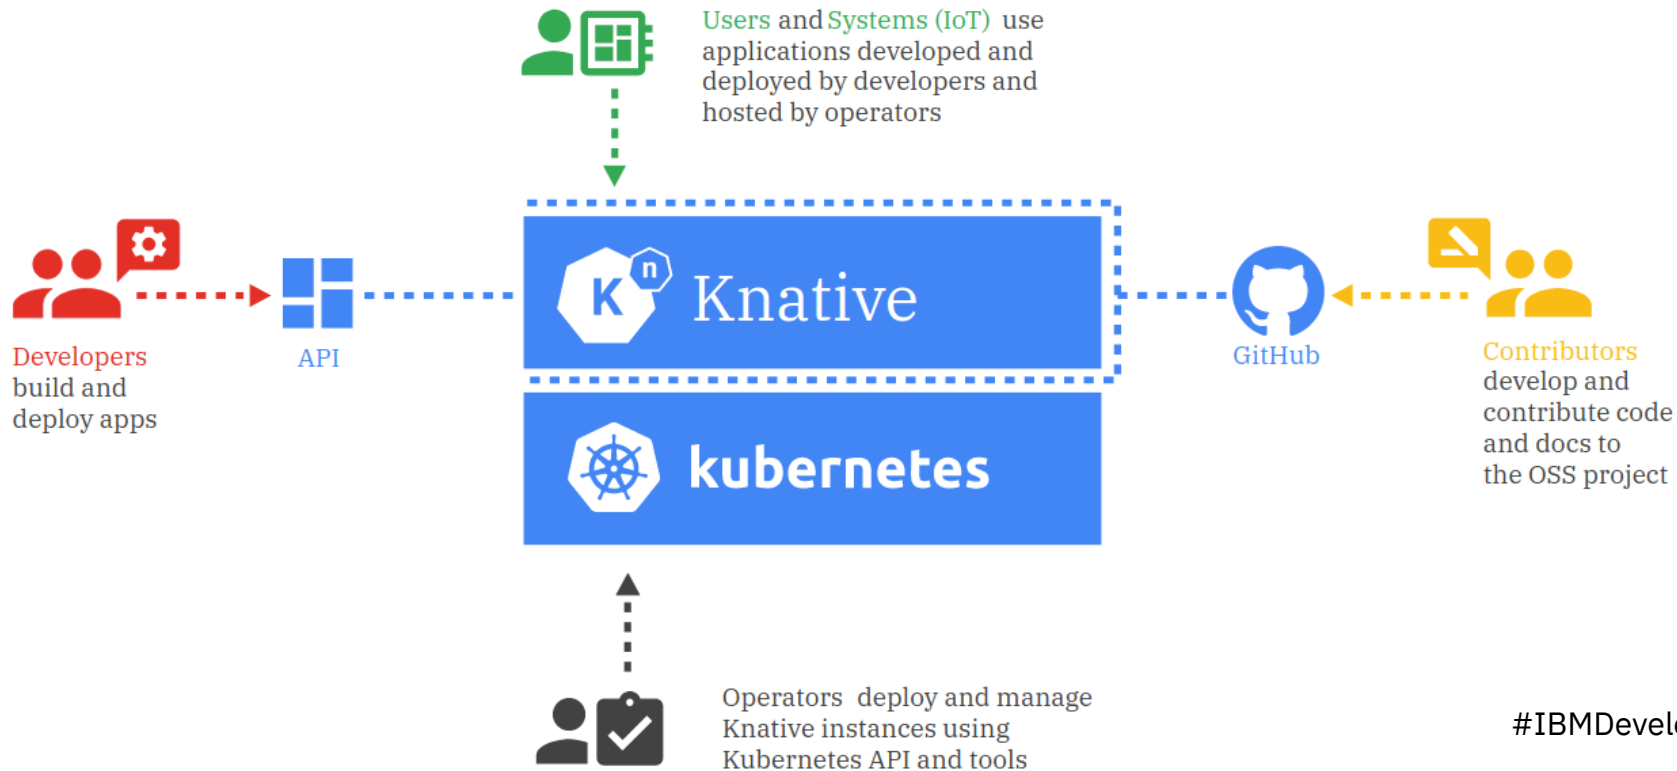 Users and Systems (IoT) use
applications developed and
deployed by developers and
hosted by operators
K
n
Knative
Developers
build and
deploy apps
API
GitHub
Contributors
develop and
contribute code
and docs to
the OSS project
kubernetes
Operators deploy and manage
Knative instances using
Kubernetes API and tools
#IBMDevel